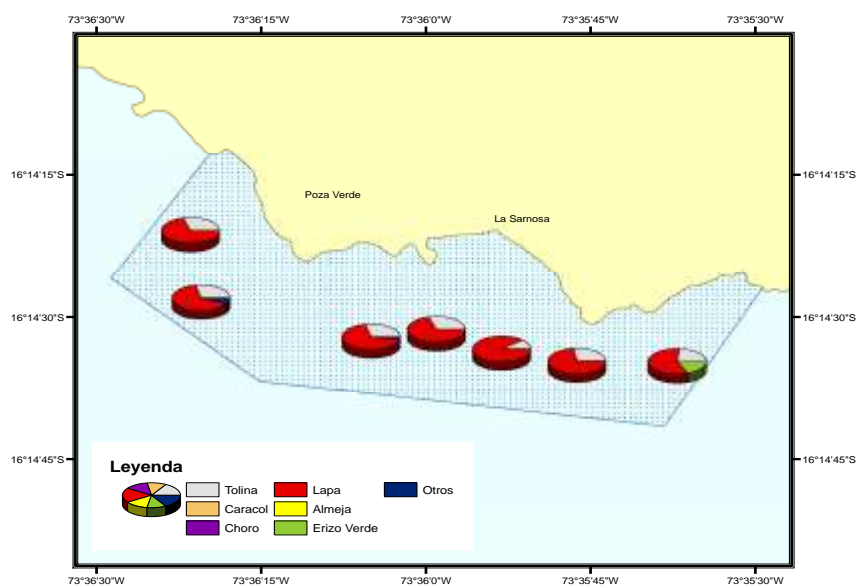 73°36'30"W 73°36'15"W 73°36'0"W 73°35'45"W 73°35'30"W
16°14'15"S 16°14'15"S
Poza Verde
La Sarnosa
16°14'30"S 16°14'30"S
16°14'45"S 16°14'45"S
Leyenda
Tolina Lapa Otros
Caracol Almeja
Choro Erizo Verde
73°36'30"W 73°36'15"W 73°36'0"W 73°35'45"W 73°35'30"W